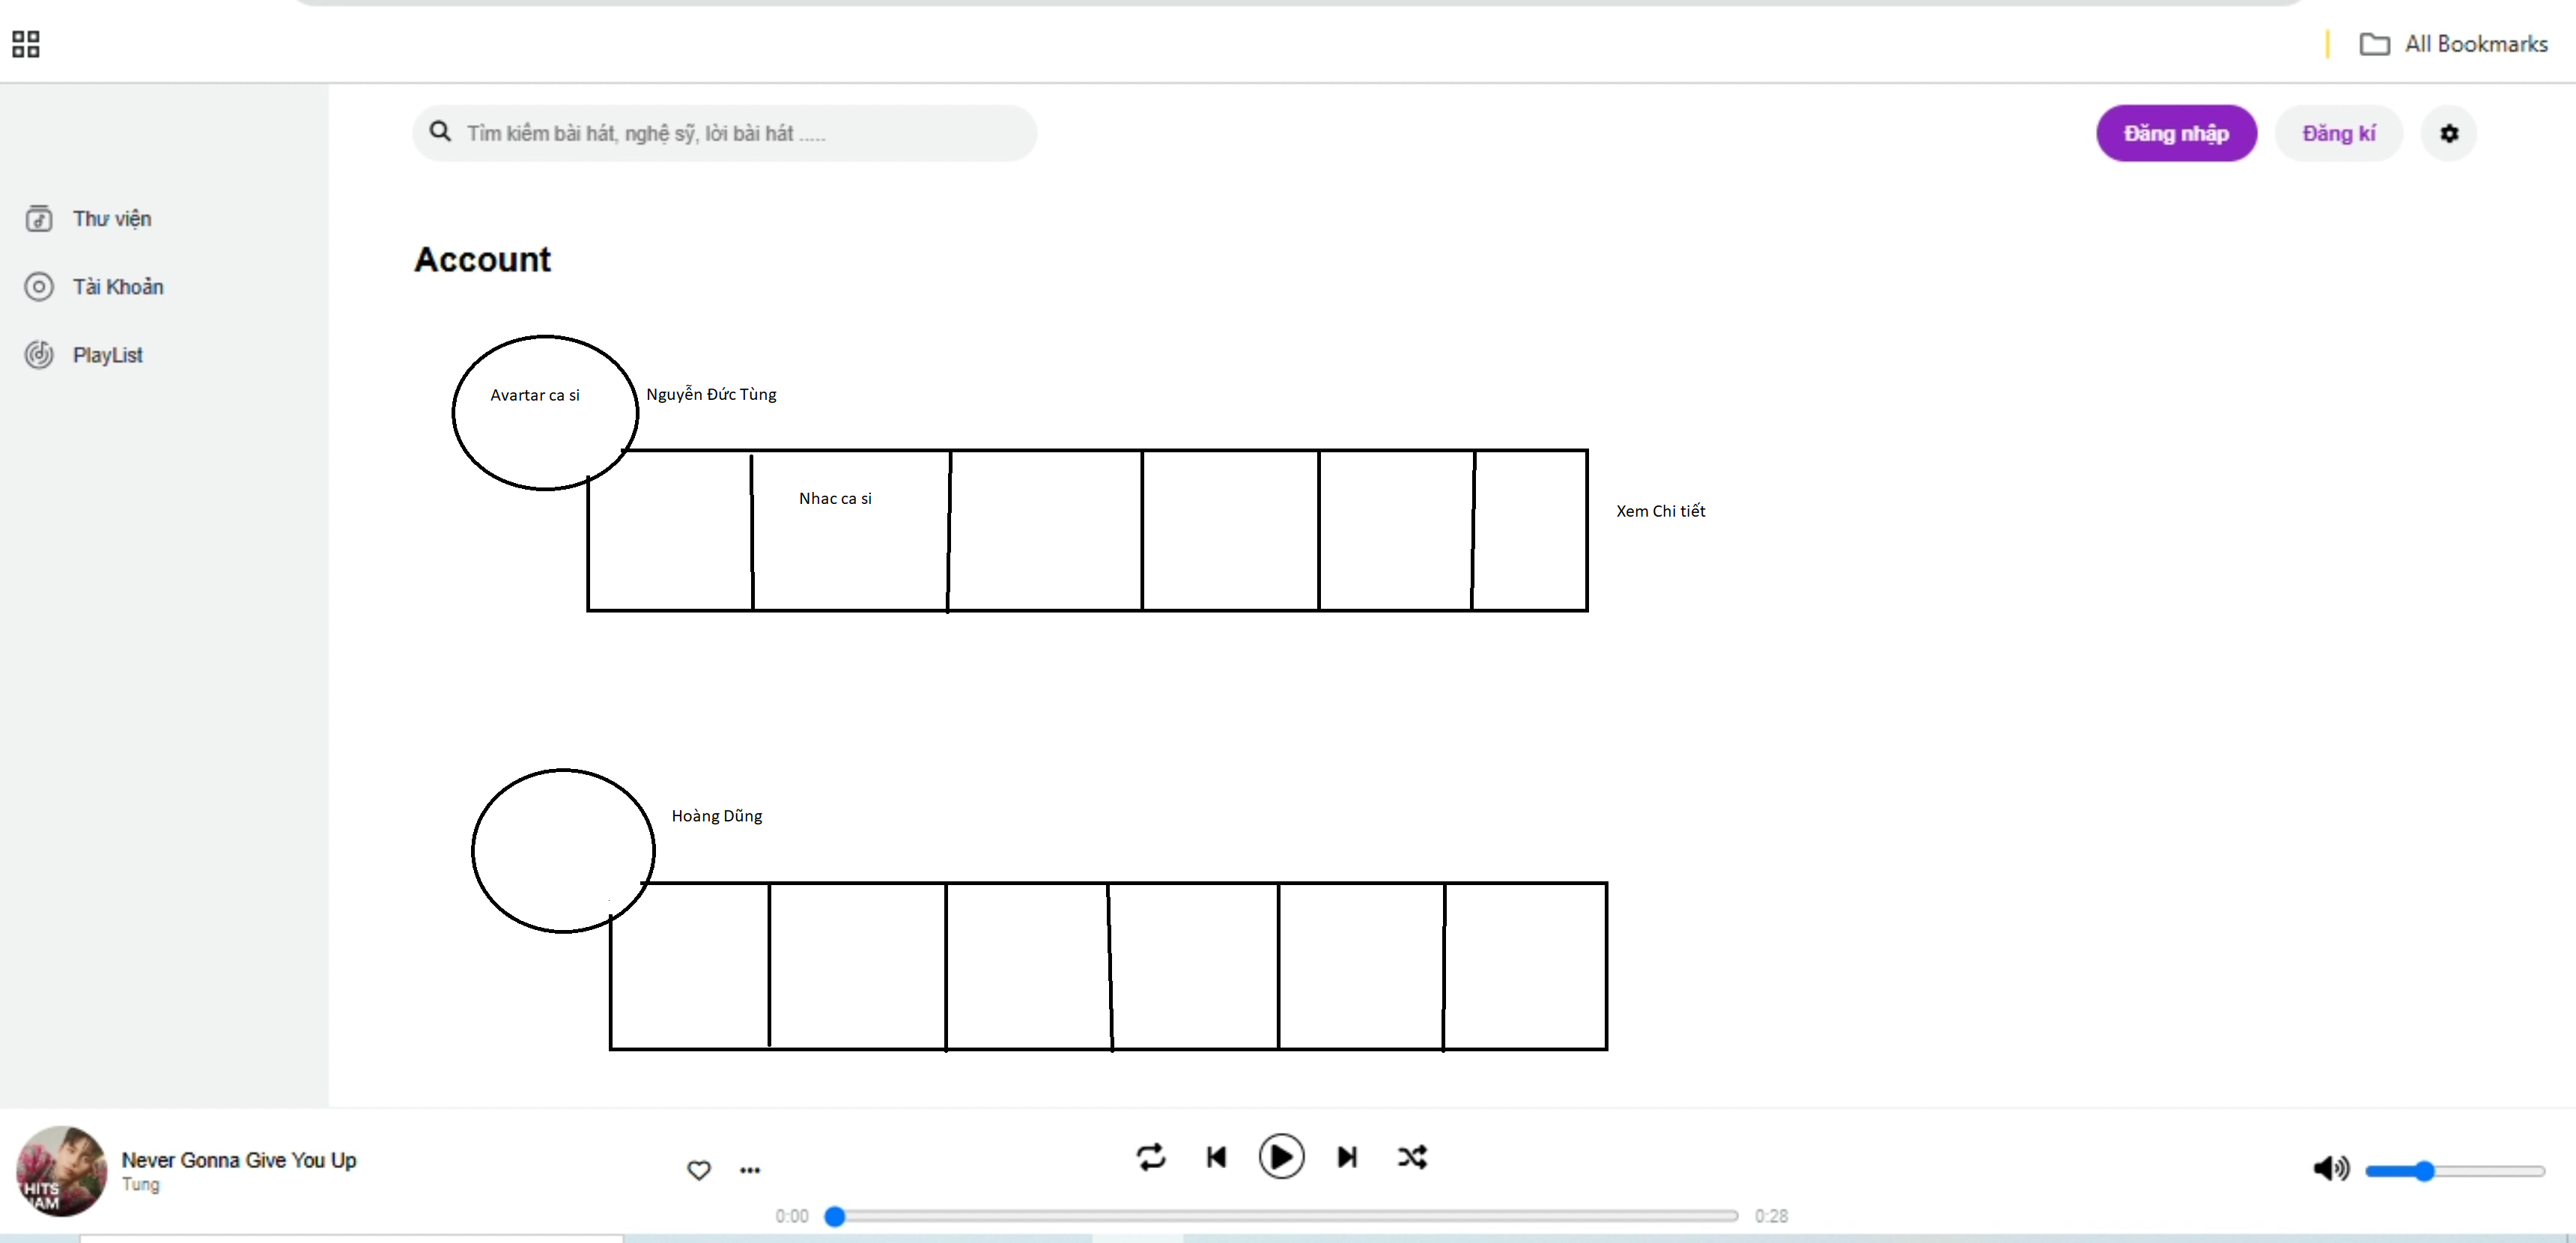 All Bookmarks
Tìm kiếm bài hát, nghệ sỹ, lời bài hát .....
Đăng nhập
Đăng kí
Thư viện
Tài Khoản
PlayList
Account
Avartar ca si
Nguyễn Đức Tùng
Nhac ca si
Xem Chi tiết
Hoàng Dũng
HITS
NAM
Never Gonna Give You Up
Tung
0:00
0:28